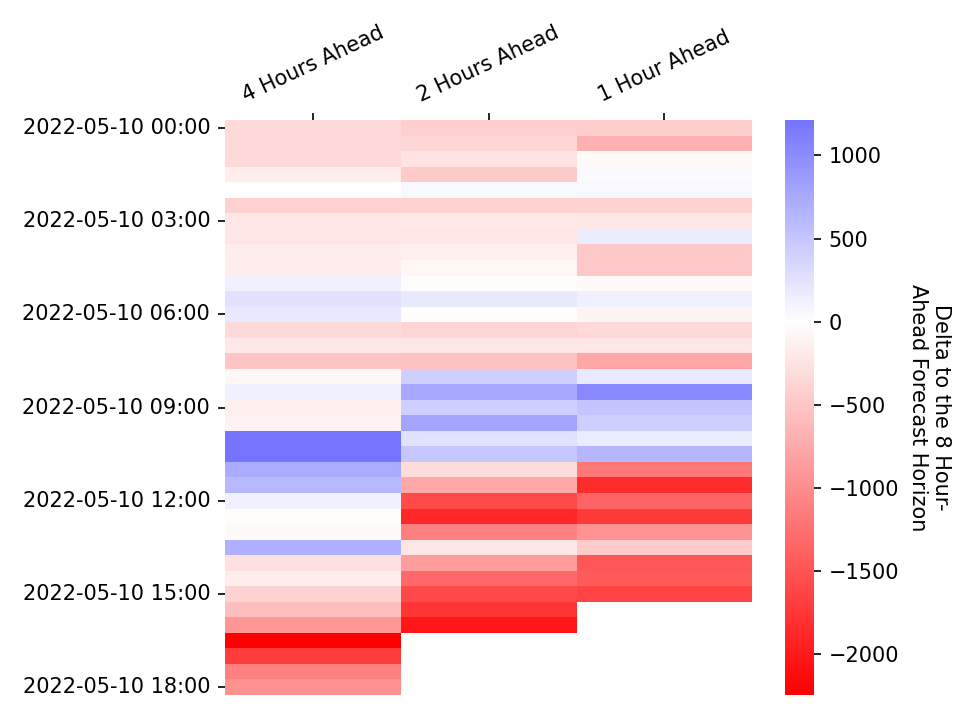 4 Hours Ahead
2 Hours Ahead
1 Hour Ahead
2022-05-10 00:00
2022-05-10 03:00
2022-05-10 06:00
2022-05-10 09:00
2022-05-10 12:00
2022-05-10 15:00
2022-05-10 18:00
1000
500
0
−500
−1000
−1500
−2000
Delta to the 8 Hour-
Ahead Forecast Horizon